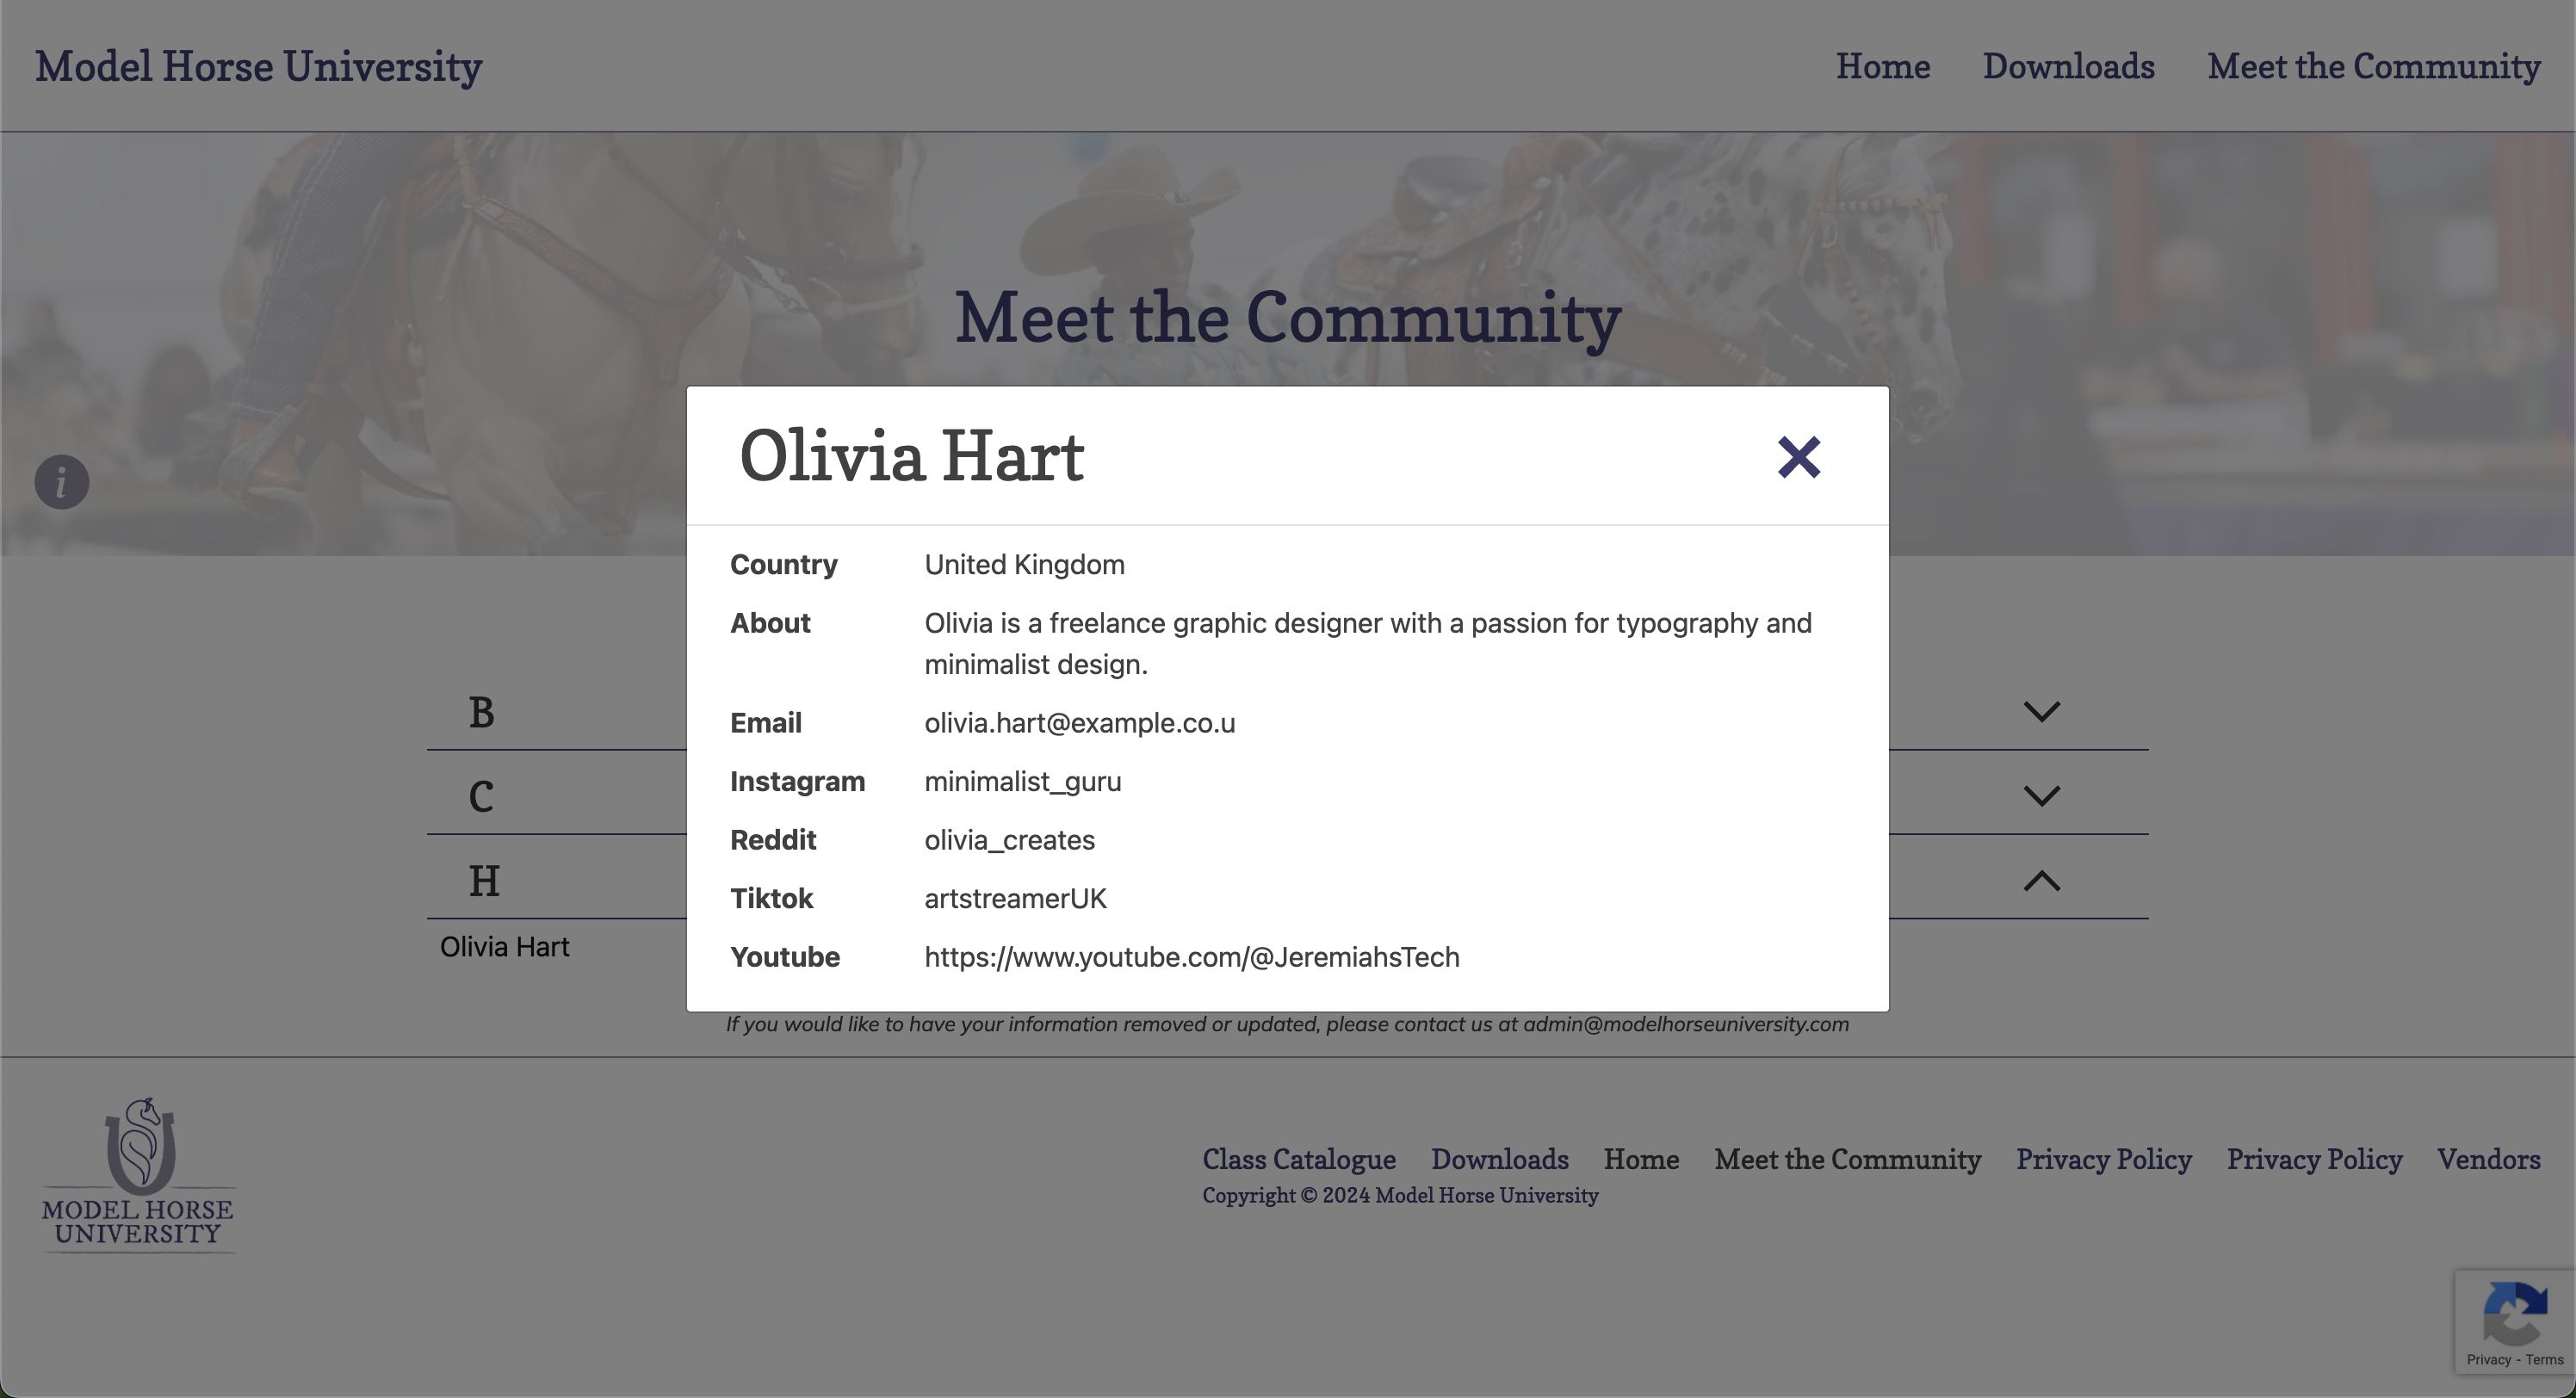 Model Horse University
Home Downloads Meet the Community
Meet the Community
i
Olivia Hart
Country United Kingdom
About Olivia is a freelance graphic designer with a passion for typography and
minimalist design.
Email olivia.hart@example.co.u
Instagram minimalist_guru
Reddit olivia_creates
Tiktok artstreamerUK
Youtube https://www.youtube.com/@JeremiahsTech
B
C
H
Olivia Hart
If you would like to have your information removed or updated, please contact us at admin@modelhorseuniversity.com
MODEL HORSE
UNIVERSITY
Class Catalogue Downloads Home Meet the Community Privacy Policy Privacy Policy Vendors
Copyright © 2024 Model Horse University
Privacy - Terms